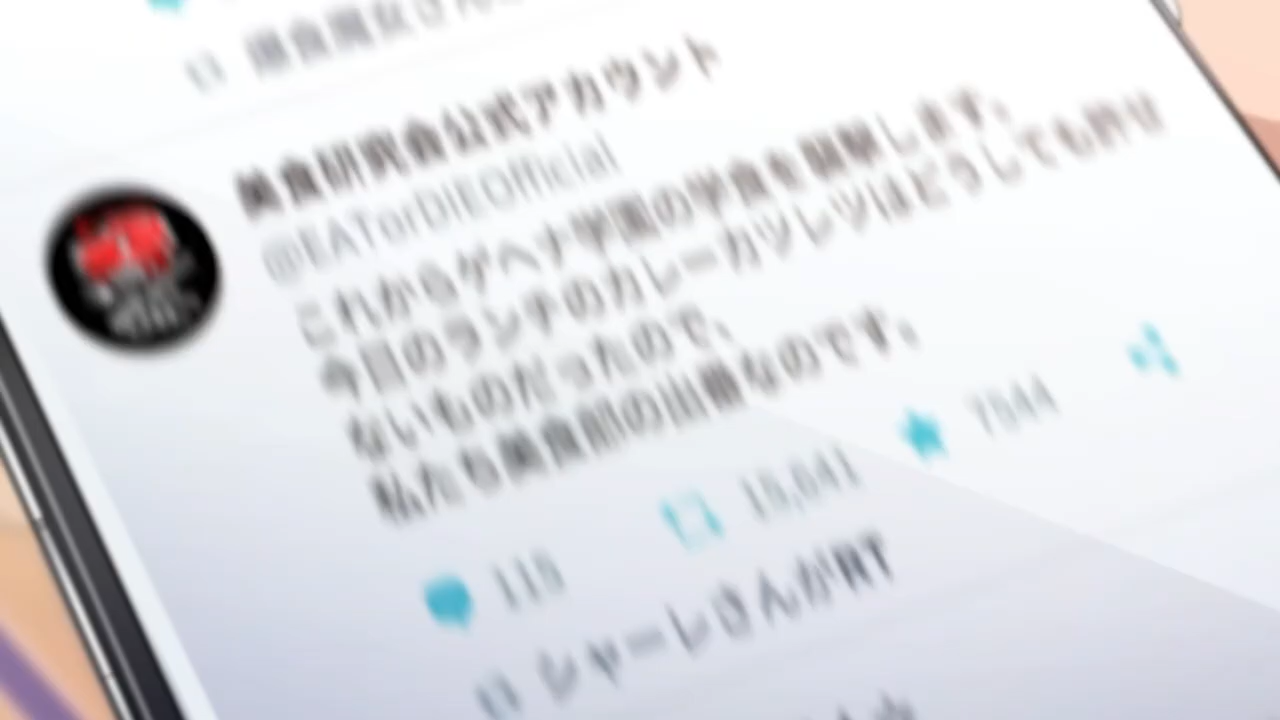 美食研究会公式アカウント
@EATorDIEOfficial
これからゲヘナ学園の学食を襲撃します。
今日のランチのカレーカツレツはどうしても許せ
ないものだったので、
私たち美食部の出番なのです。
115 15,641 7544
シャーレさんがRT